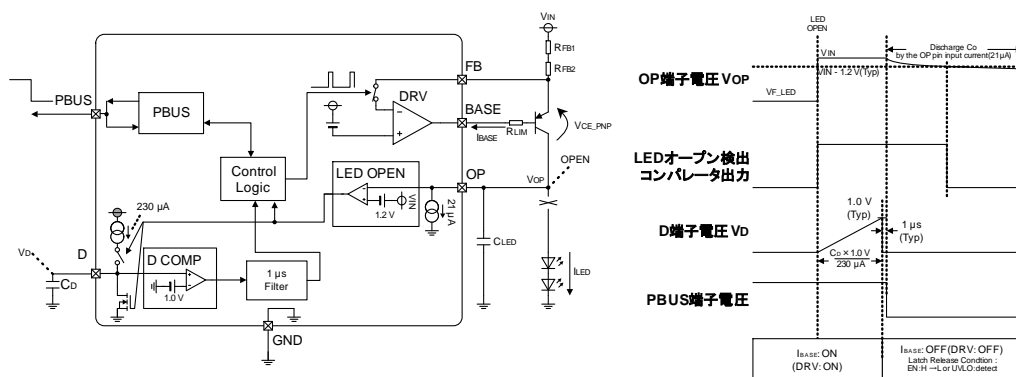 VIN
RFB1
RFB2
FB
DRV
BASE
IBASE
RLIM
VCE_PNP
PBUS
PBUS
Control
Logic
LED OPEN
VIN
1.2 V
OP
VOP
OPEN
21 µA
230 µA
D
VD
CD
D COMP
1.0 V
1 µs
Filter
CLED
ILED
GND
LED
OPEN
VIN
Discharge Co
by the OP pin input current(21µA)
OP端子電圧 VOP
VIN - 1.2 V(Typ)
VF_LED
LEDオープン検出
コンパレータ出力
1.0 V
(Typ)
1 µs
(Typ)
D端子電圧 VD
CD × 1.0 V
230 µA
PBUS端子電圧
IBASE: ON
(DRV: ON)
IBASE: OFF(DRV: OFF)
Latch Release Condition :
EN:H →L or UVLO:detect